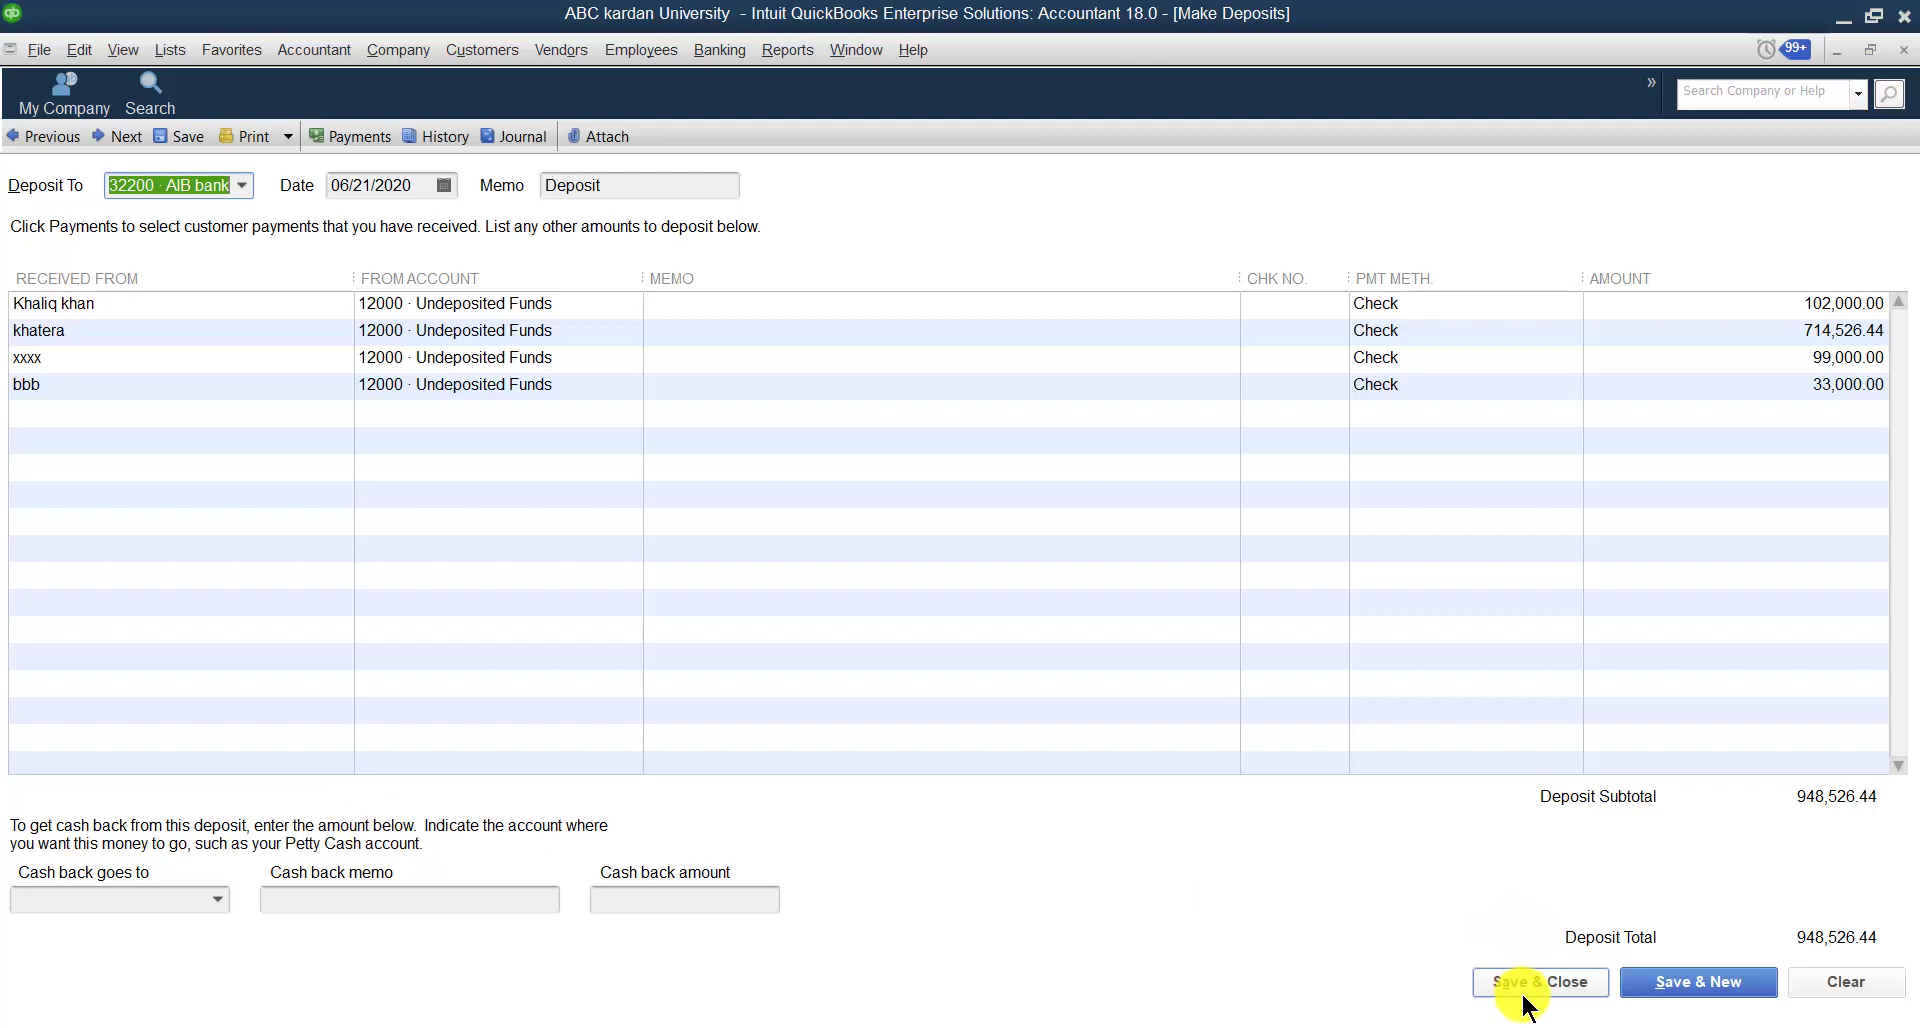 ABC kardan University - Intuit QuickBooks Enterprise Solutions: Accountant 18.0 - [Make Deposits]
File Edit View Lists Favorites Accountant Company Customers Vendors Employees Banking Reports Window Help 99+
My Company Search » Search Company or Help
Previous Next Save Print Payments History Journal Attach
Deposit To 32200 · AIB bank Date 06/21/2020 Memo Deposit
Click Payments to select customer payments that you have received. List any other amounts to deposit below.
RECEIVED FROM FROM ACCOUNT MEMO CHK NO. PMT METH. AMOUNT
Khaliq khan 12000 · Undeposited Funds Check 102,000.00
khatera 12000 · Undeposited Funds Check 714,526.44
xxxx 12000 · Undeposited Funds Check 99,000.00
bbb 12000 · Undeposited Funds Check 33,000.00
Deposit Subtotal 948,526.44
To get cash back from this deposit, enter the amount below. Indicate the account where
you want this money to go, such as your Petty Cash account.
Cash back goes to Cash back memo Cash back amount
Deposit Total 948,526.44
Save & Close Save & New Clear